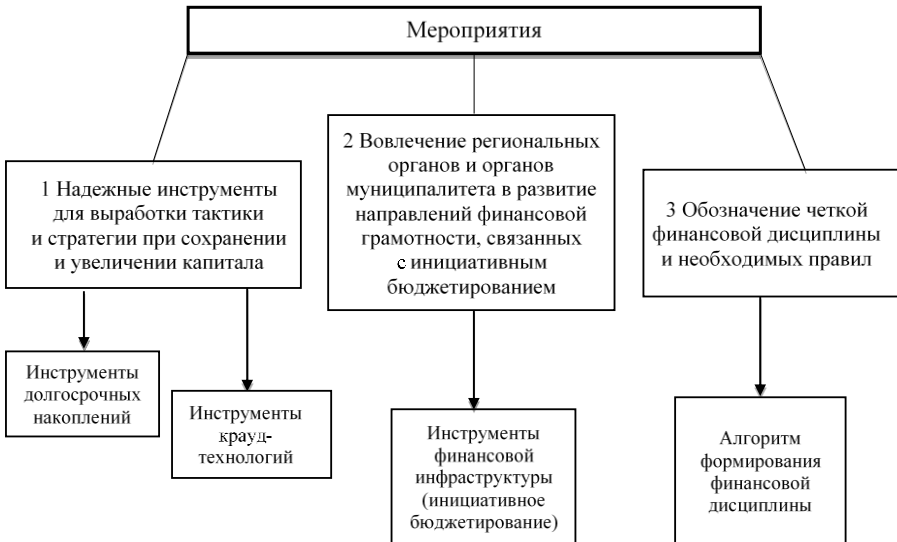 Мероприятия
1 Надежные инструменты
для выработки тактики
и стратегии при сохранении
и увеличении капитала
2 Вовлечение региональных
органов и органов
муниципалитета в развитие
направлений финансовой
грамотности, связанных
с инициативным
бюджетированием
3 Обозначение четкой
финансовой дисциплины
и необходимых правил
Инструменты
долгосрочных
накоплений
Инструменты
крауд-
технологий
Инструменты
финансовой
инфраструктуры
(инициативное
бюджетирование)
Алгоритм
формирования
финансовой
дисциплины